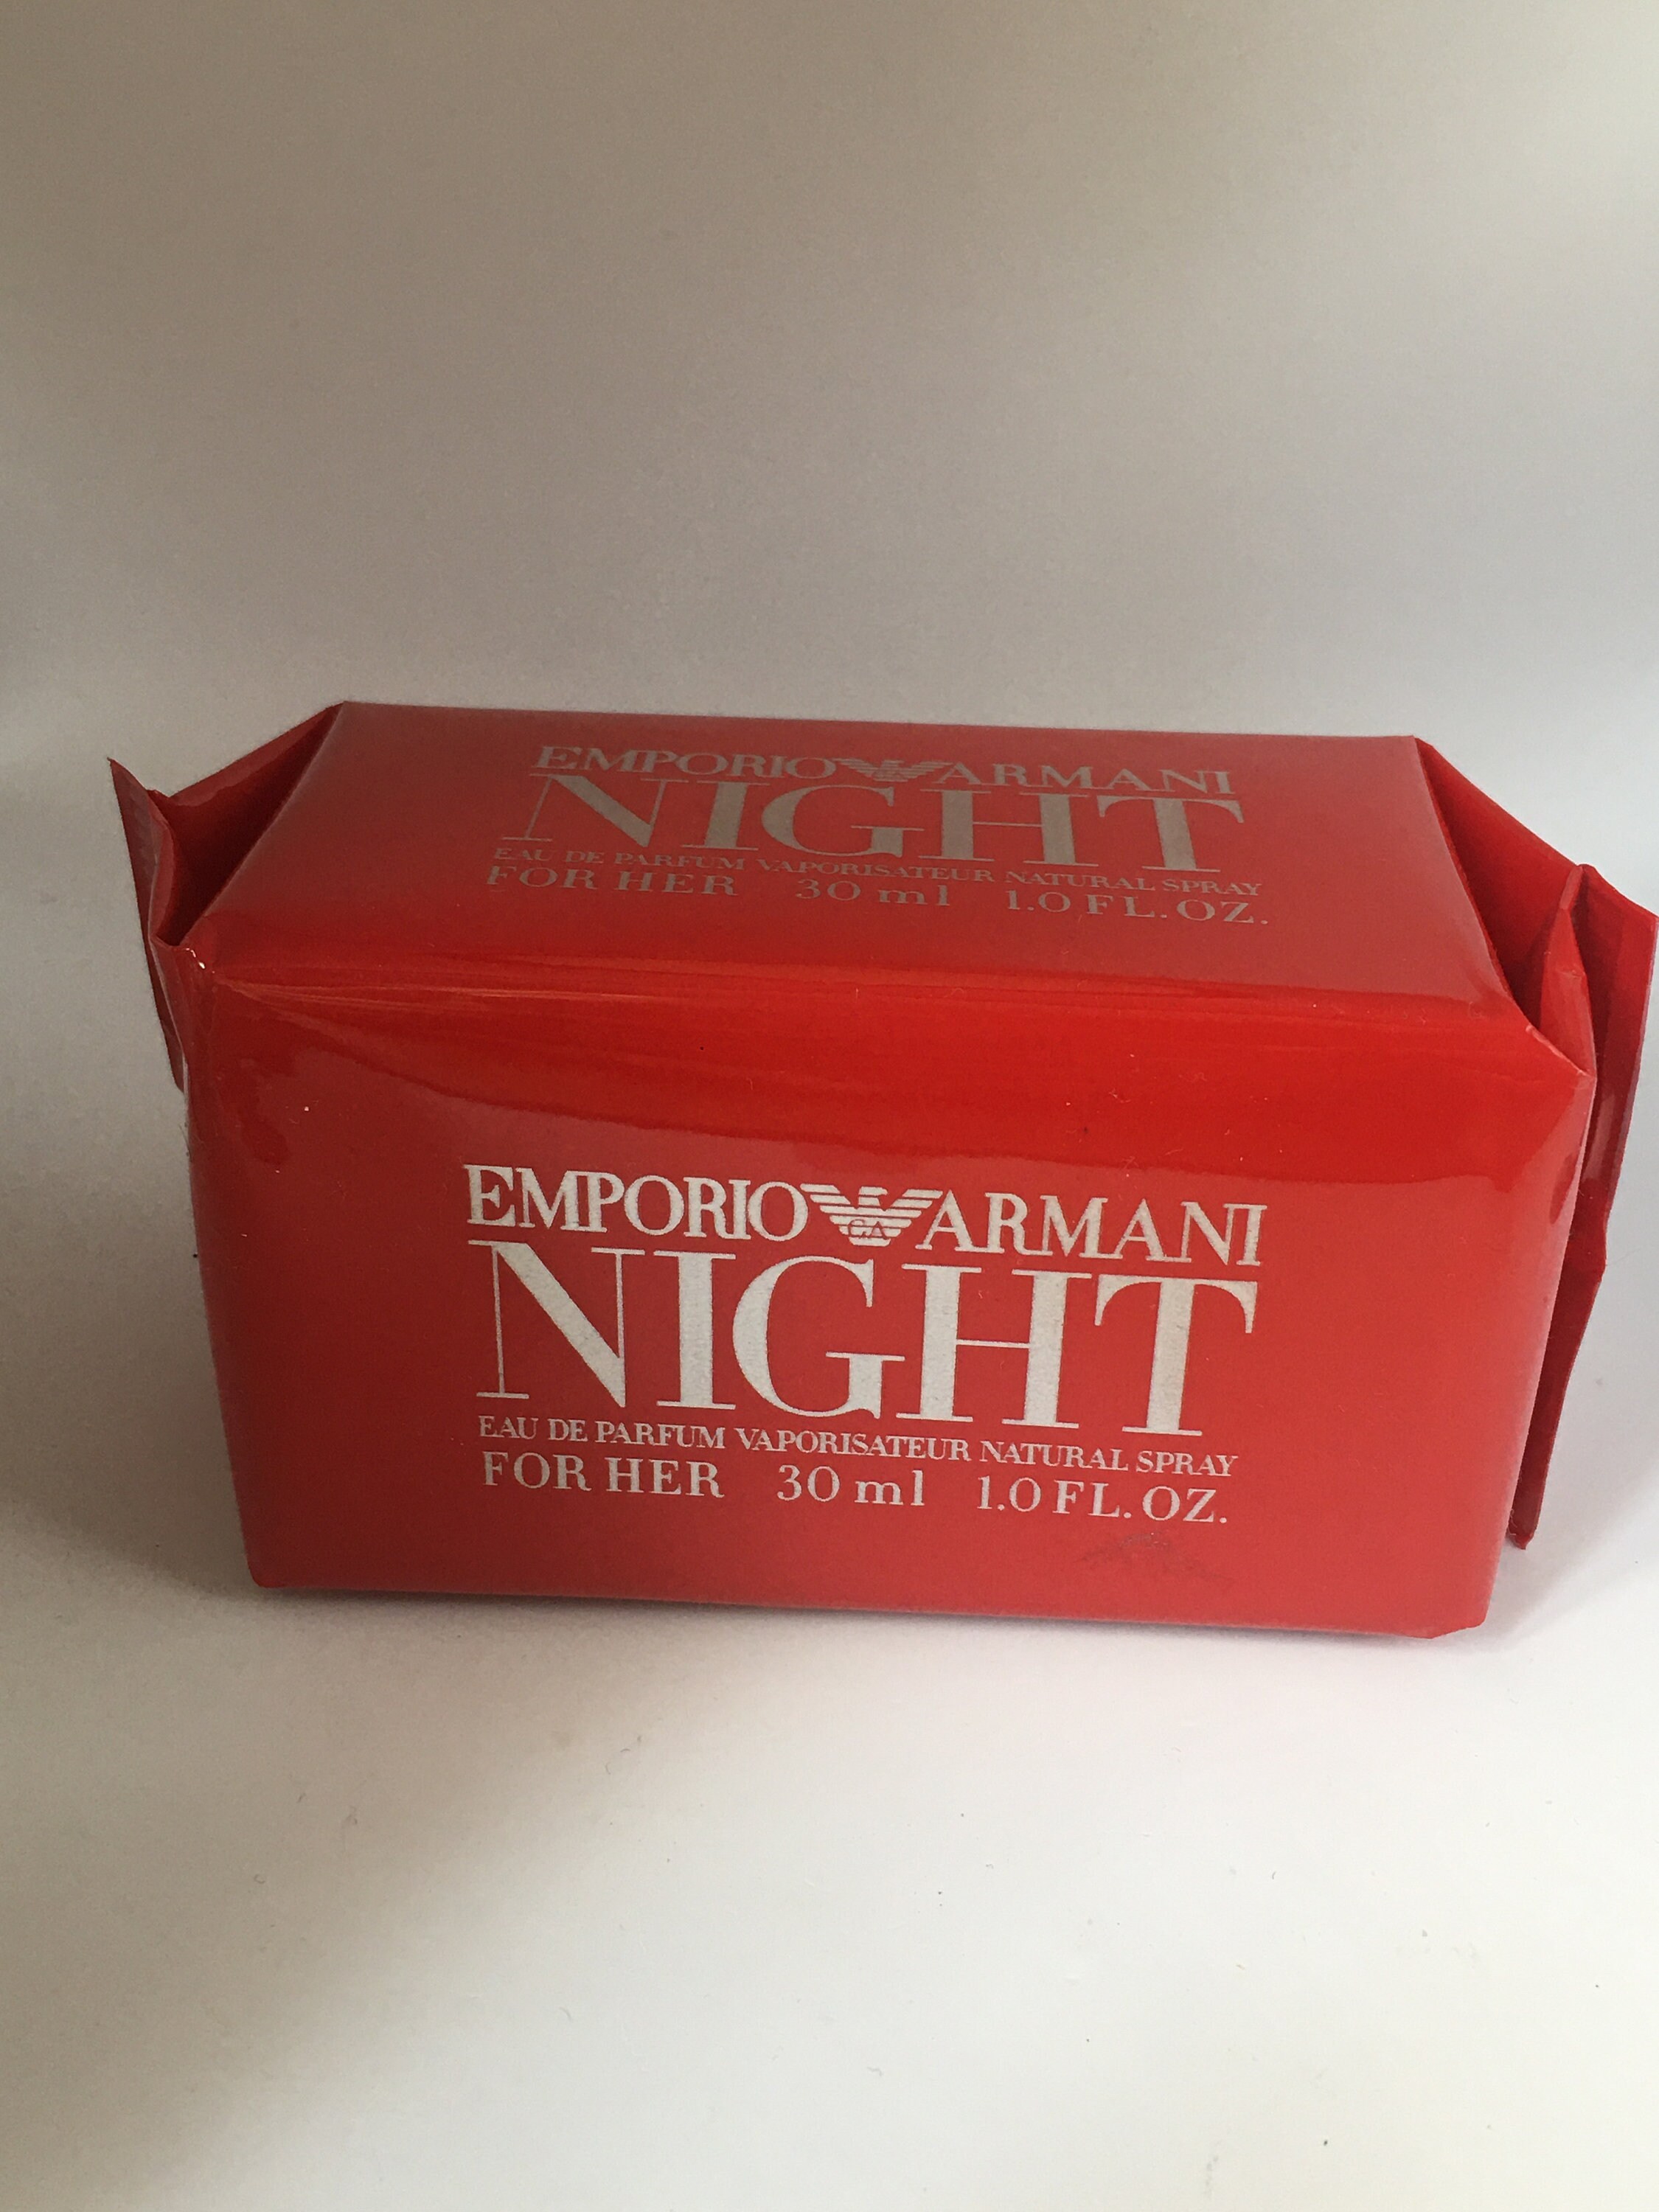 EMPORIO ARMANI
NIGHT
EAU DE PARFUM VAPORISATEUR NATURAL SPRAY
FOR HER 30 ml 1.0 FL. OZ.
EMPORIO GA ARMANI
NIGHT
EAU DE PARFUM VAPORISATEUR NATURAL SPRAY
FOR HER 30 ml 1.0 FL. OZ.